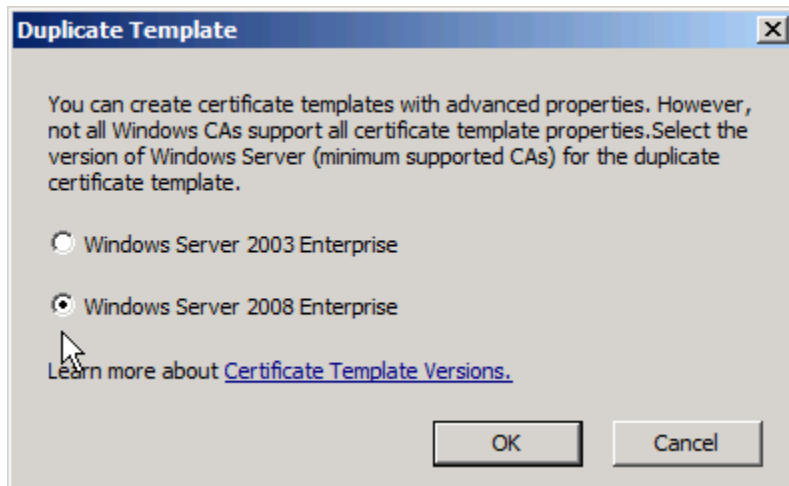 Duplicate Template
You can create certificate templates with advanced properties. However,
not all Windows CAs support all certificate template properties.Select the
version of Windows Server (minimum supported CAs) for the duplicate
certificate template.
Windows Server 2003 Enterprise
Windows Server 2008 Enterprise
Learn more about Certificate Template Versions.
OK Cancel